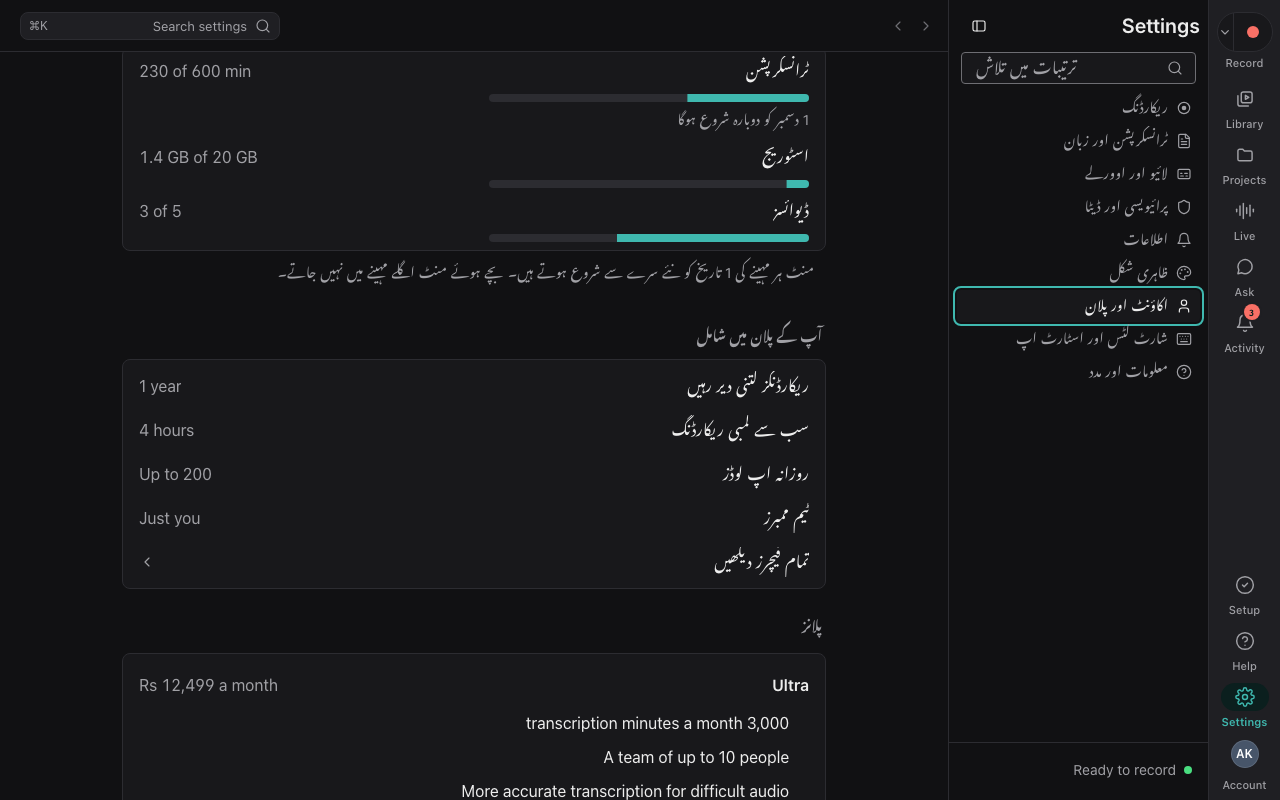 ⌘K
Search settings
Settings
ترتیبات میں تلاش
ریکارڈنگ
ٹرانسکرپشن اور زبان
لائیو اور اوورلے
پرائیویسی اور ڈیٹا
اطلاعات
ظاہری شکل
اکاؤنٹ اور پلان
شارٹ کٹس اور اسٹارٹ اپ
معلومات اور مدد
Ready to record
Record
Library
Projects
Live
Ask
3
Activity
Setup
Help
Settings
AK
Account
ٹرانسکرپشن
230 of 600 min
1 دسمبر کو دوبارہ شروع ہوگا
اسٹوریج
1.4 GB of 20 GB
ڈیوائسز
3 of 5
منٹ ہر مہینے کی 1 تاریخ کو نئے سرے سے شروع ہوتے ہیں۔ بچے ہوئے منٹ اگلے مہینے میں نہیں جاتے۔
آپ کے پلان میں شامل
ریکارڈنگز کتنی دیر رہیں
1 year
سب سے لمبی ریکارڈنگ
4 hours
روزانہ اپ لوڈز
Up to 200
ٹیم ممبرز
Just you
تمام فیچرز دیکھیں
پلانز
Ultra
Rs 12,499 a month
transcription minutes a month 3,000
A team of up to 10 people
More accurate transcription for difficult audio